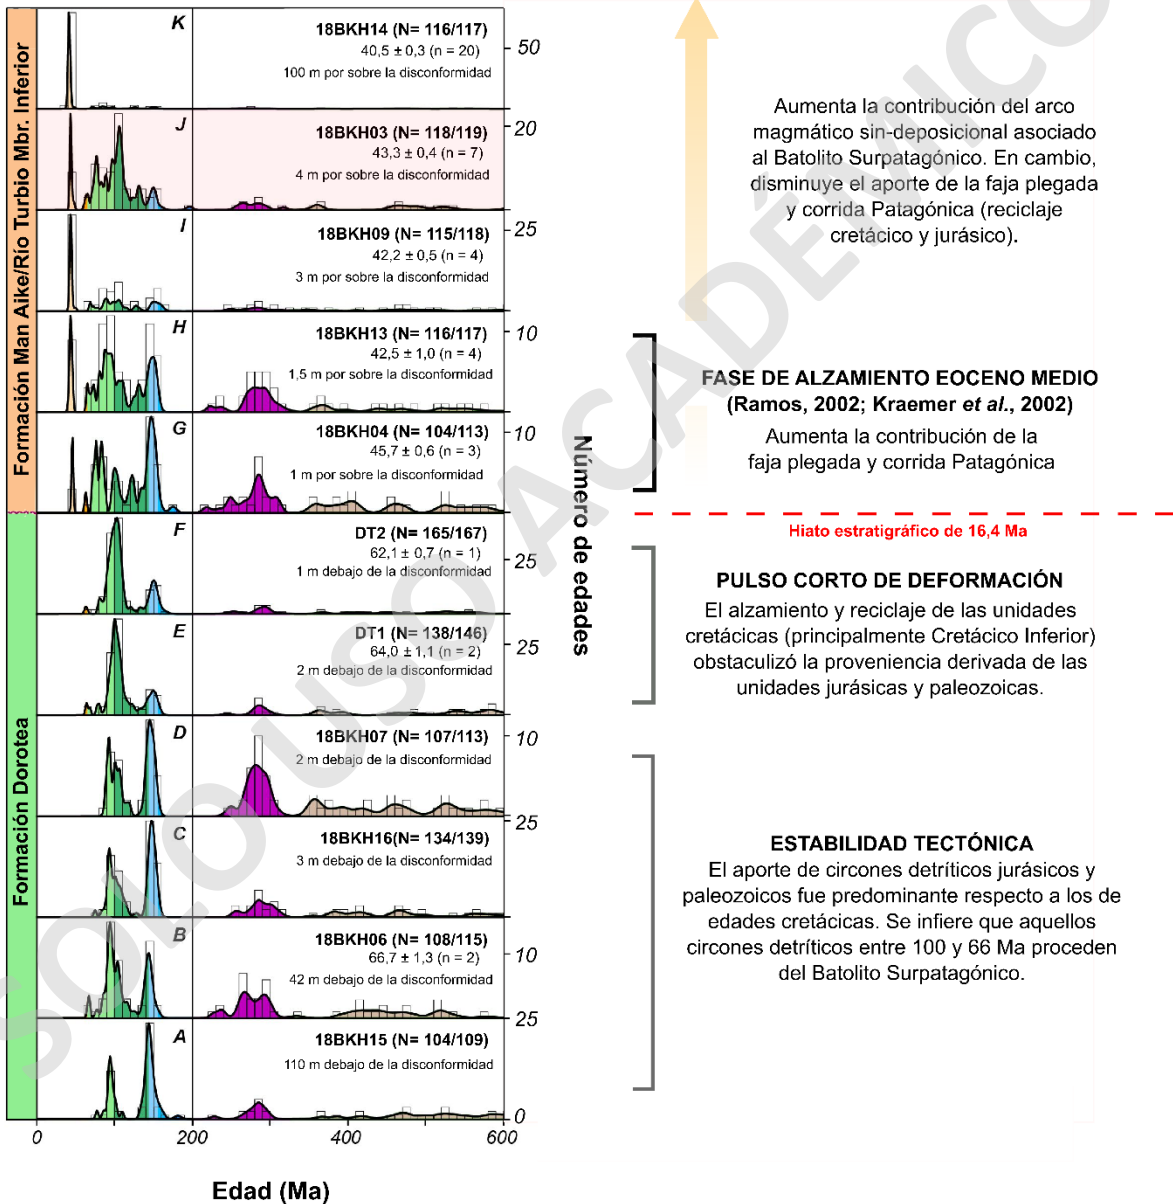 Formación Man Aike/Río Turbio Mbr. Inferior
Formación Dorotea
K
18BKH14 (N= 116/117)
40,5 ± 0,3 (n = 20)
100 m por sobre la disconformidad
50
J
18BKH03 (N= 118/119)
43,3 ± 0,4 (n = 7)
4 m por sobre la disconformidad
20
I
18BKH09 (N= 115/118)
42,2 ± 0,5 (n = 4)
3 m por sobre la disconformidad
25
H
18BKH13 (N= 116/117)
42,5 ± 1,0 (n = 4)
1,5 m por sobre la disconformidad
10
G
18BKH04 (N= 104/113)
45,7 ± 0,6 (n = 3)
1 m por sobre la disconformidad
10
F
DT2 (N= 165/167)
62,1 ± 0,7 (n = 1)
1 m debajo de la disconformidad
25
E
DT1 (N= 138/146)
64,0 ± 1,1 (n = 2)
2 m debajo de la disconformidad
25
D
18BKH07 (N= 107/113)
2 m debajo de la disconformidad
10
C
18BKH16(N= 134/139)
3 m debajo de la disconformidad
25
B
18BKH06 (N= 108/115)
66,7 ± 1,3 (n = 2)
42 m debajo de la disconformidad
10
A
18BKH15 (N= 104/109)
110 m debajo de la disconformidad
25
0
0
200
400
600
Edad (Ma)
Número de edades
Aumenta la contribución del arco
magmático sin-deposicional asociado
al Batolito Surpatagónico. En cambio,
disminuye el aporte de la faja plegada
y corrida Patagónica (reciclaje
cretácico y jurásico).
FASE DE ALZAMIENTO EOCENO MEDIO
(Ramos, 2002; Kraemer et al., 2002)
Aumenta la contribución de la
faja plegada y corrida Patagónica
Hiato estratigráfico de 16,4 Ma
PULSO CORTO DE DEFORMACIÓN
El alzamiento y reciclaje de las unidades
cretácicas (principalmente Cretácico Inferior)
obstaculizó la proveniencia derivada de las
unidades jurásicas y paleozoicas.
ESTABILIDAD TECTÓNICA
El aporte de circones detríticos jurásicos y
paleozoicos fue predominante respecto a los de
edades cretácicas. Se infiere que aquellos
circones detríticos entre 100 y 66 Ma proceden
del Batolito Surpatagónico.
SOLO USO ACADÉMICO